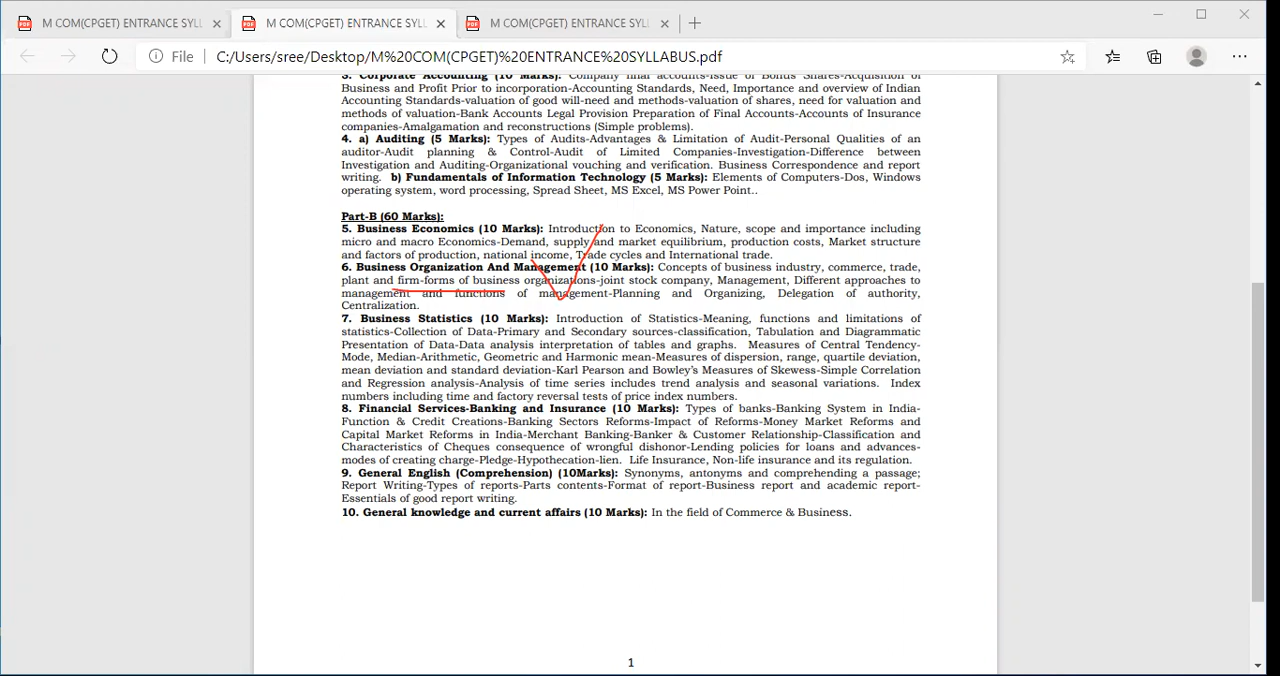 M COM(CPGET) ENTRANCE SYLL
M COM(CPGET) ENTRANCE SYLL
M COM(CPGET) ENTRANCE SYLL
File
C:/Users/sree/Desktop/M%20COM(CPGET)%20ENTRANCE%20SYLLABUS.pdf
3. Corporate Accounting (10 Marks): Company final accounts-Issue of Bonus Shares-Acquisition of
Business and Profit Prior to incorporation-Accounting Standards, Need, Importance and overview of Indian
Accounting Standards-valuation of good will-need and methods-valuation of shares, need for valuation and
methods of valuation-Bank Accounts Legal Provision Preparation of Final Accounts-Accounts of Insurance
companies-Amalgamation and reconstructions (Simple problems).
4. a) Auditing (5 Marks): Types of Audits-Advantages & Limitation of Audit-Personal Qualities of an
auditor-Audit planning & Control-Audit of Limited Companies-Investigation-Difference between
Investigation and Auditing-Organizational vouching and verification. Business Correspondence and report
writing. b) Fundamentals of Information Technology (5 Marks): Elements of Computers-Dos, Windows
operating system, word processing, Spread Sheet, MS Excel, MS Power Point..
Part-B (60 Marks):
5. Business Economics (10 Marks): Introduction to Economics, Nature, scope and importance including
micro and macro Economics-Demand, supply and market equilibrium, production costs, Market structure
and factors of production, national income, Trade cycles and International trade.
6. Business Organization And Management (10 Marks): Concepts of business industry, commerce, trade,
plant and firm-forms of business organizations-joint stock company, Management, Different approaches to
management and functions of management-Planning and Organizing, Delegation of authority,
Centralization.
7. Business Statistics (10 Marks): Introduction of Statistics-Meaning, functions and limitations of
statistics-Collection of Data-Primary and Secondary sources-classification, Tabulation and Diagrammatic
Presentation of Data-Data analysis interpretation of tables and graphs. Measures of Central Tendency-
Mode, Median-Arithmetic, Geometric and Harmonic mean-Measures of dispersion, range, quartile deviation,
mean deviation and standard deviation-Karl Pearson and Bowley's Measures of Skewess-Simple Correlation
and Regression analysis-Analysis of time series includes trend analysis and seasonal variations. Index
numbers including time and factory reversal tests of price index numbers.
8. Financial Services-Banking and Insurance (10 Marks): Types of banks-Banking System in India-
Function & Credit Creations-Banking Sectors Reforms-Impact of Reforms-Money Market Reforms and
Capital Market Reforms in India-Merchant Banking-Banker & Customer Relationship-Classification and
Characteristics of Cheques consequence of wrongful dishonor-Lending policies for loans and advances-
modes of creating charge-Pledge-Hypothecation-lien. Life Insurance, Non-life insurance and its regulation.
9. General English (Comprehension) (10Marks): Synonyms, antonyms and comprehending a passage;
Report Writing-Types of reports-Parts contents-Format of report-Business report and academic report-
Essentials of good report writing.
10. General knowledge and current affairs (10 Marks): In the field of Commerce & Business.
1